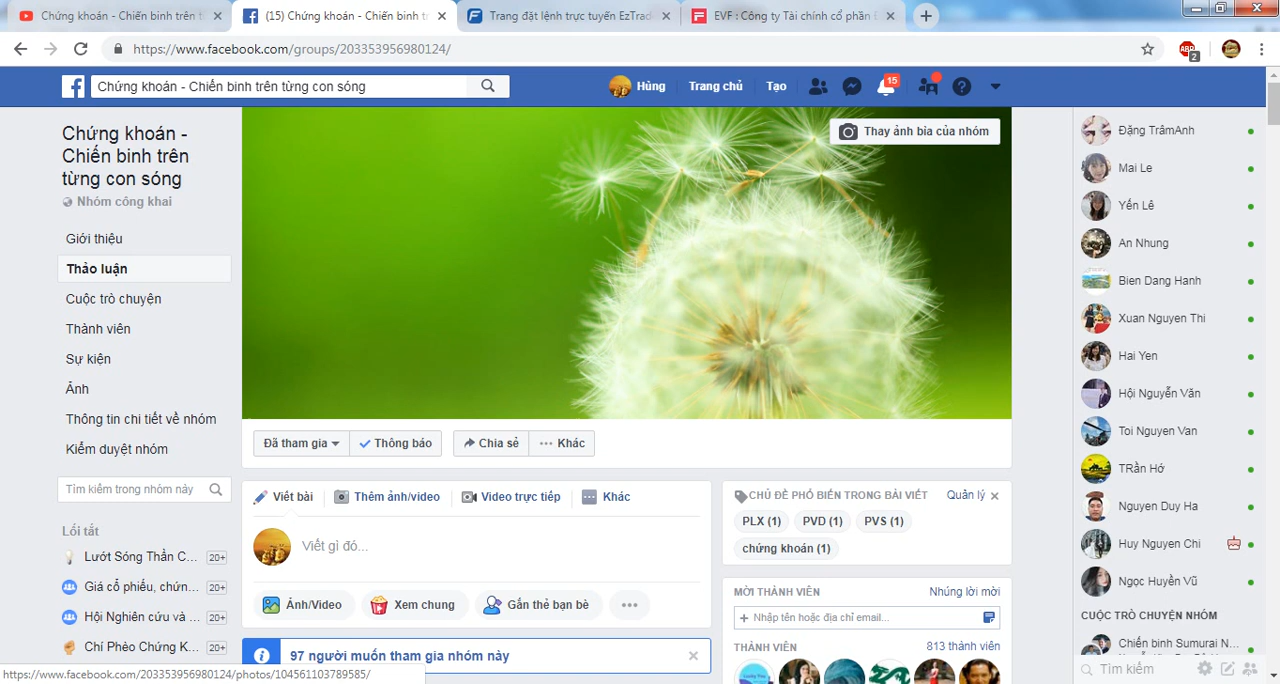 Chứng khoán - Chiến binh trên t
(15) Chứng khoán - Chiến binh t
Trang đặt lệnh trực tuyến EzTrad
EVF : Công ty Tài chính cổ phần
https://www.facebook.com/groups/203353956980124/
ABP
2
Chứng khoán - Chiến binh trên từng con sóng
Hùng
Trang chủ
Tạo
15
Chứng khoán -
Chiến binh trên
từng con sóng
Nhóm công khai
Giới thiệu
Thảo luận
Cuộc trò chuyện
Thành viên
Sự kiện
Ảnh
Thông tin chi tiết về nhóm
Kiểm duyệt nhóm
Tìm kiếm trong nhóm này
Lối tắt
Lướt Sóng Thần C... 20+
Giá cổ phiếu, chứn... 20+
Hội Nghiên cứu và ... 20+
Chí Phèo Chứng K... 20+
Thay ảnh bìa của nhóm
Đã tham gia Thông báo Chia sẻ ••• Khác
Viết bài Thêm ảnh/video Video trực tiếp Khác
Viết gì đó...
Ảnh/Video Xem chung Gắn thẻ bạn bè •••
97 người muốn tham gia nhóm này
CHỦ ĐỀ PHỔ BIẾN TRONG BÀI VIẾT Quản lý
PLX (1) PVD (1) PVS (1)
chứng khoán (1)
MỜI THÀNH VIÊN Nhúng lời mời
+ Nhập tên hoặc địa chỉ email...
THÀNH VIÊN 813 thành viên
Đặng TrâmAnh
Mai Le
Yến Lê
An Nhung
Bien Dang Hanh
Xuan Nguyen Thi
Hai Yen
Hội Nguyễn Văn
Toi Nguyen Van
TRần Hớ
Nguyen Duy Ha
Huy Nguyen Chi
Ngọc Huyền Vũ
CUỘC TRÒ CHUYỆN NHÓM
Chiến binh Sumurai N...
Tìm kiếm
https://www.facebook.com/groups/203353956980124/photos/104561103789585/